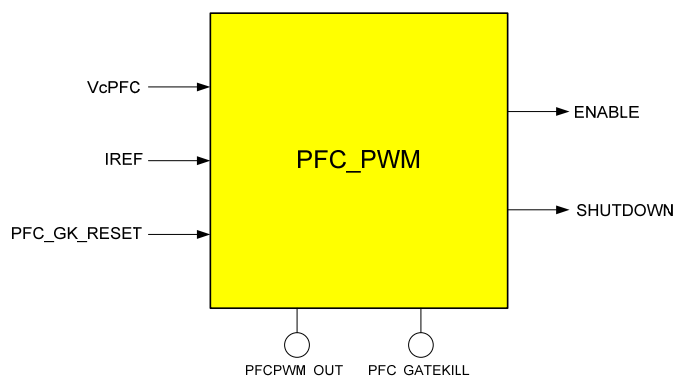 VcPFC
IREF
PFC_GK_RESET
PFC_PWM
ENABLE
SHUTDOWN
PFCPWM_OUT
PFC_GATEKILL